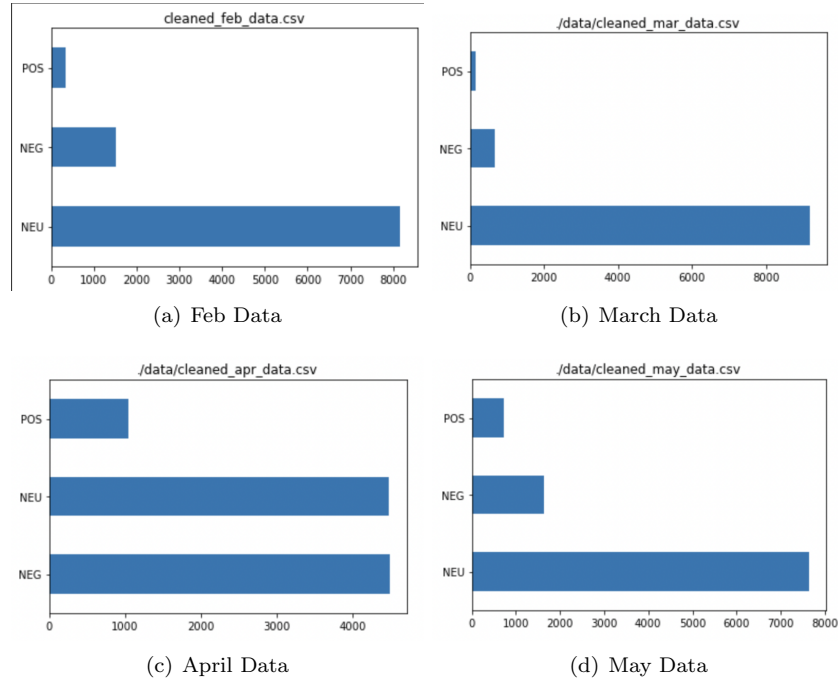 cleaned_feb_data.csv
POS
NEG
NEU
0 1000 2000 3000 4000 5000 6000 7000 8000
(a) Feb Data
./data/cleaned_mar_data.csv
POS
NEG
NEU
0 2000 4000 6000 8000
(b) March Data
./data/cleaned_apr_data.csv
POS
NEU
NEG
0 1000 2000 3000 4000
(c) April Data
./data/cleaned_may_data.csv
POS
NEG
NEU
0 1000 2000 3000 4000 5000 6000 7000 8000
(d) May Data